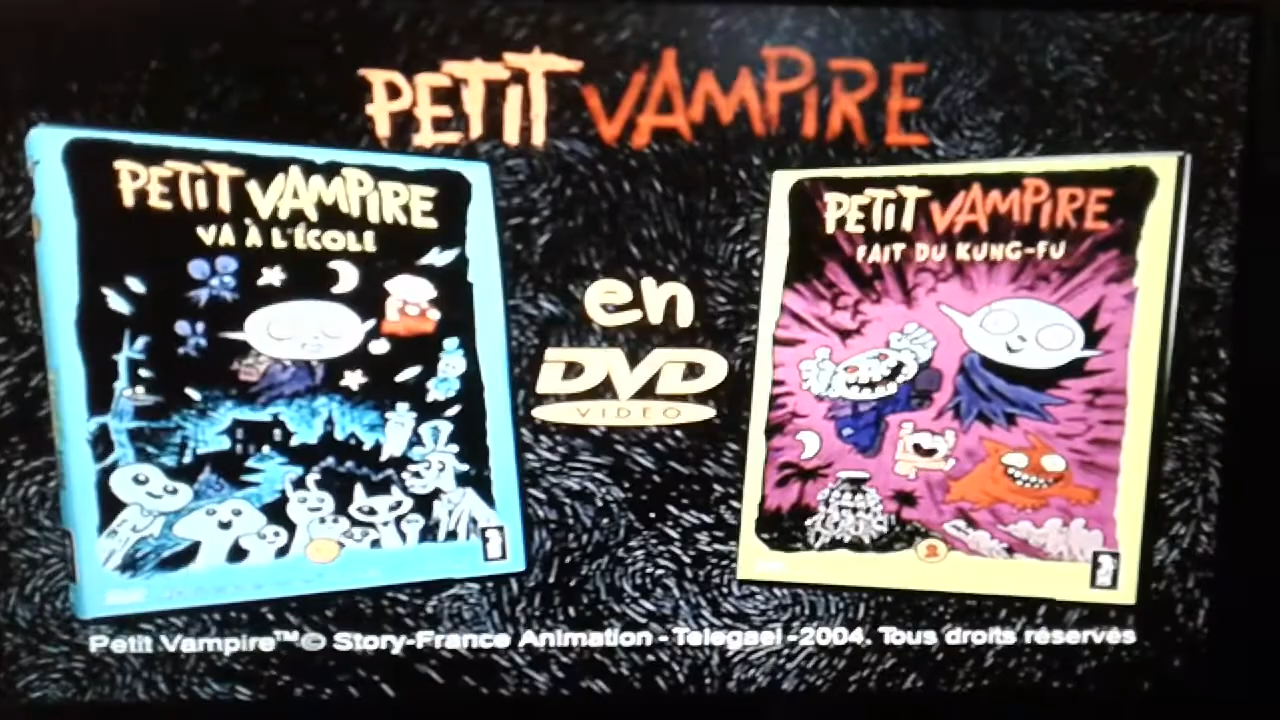 PETIT VAMPIRE
PETIT VAMPIRE
VA À L'ÉCOLE
en
DVD
VIDEO
PETIT VAMPIRE
FAIT DU KUNG-FU
2
Petit Vampire™© Story-France Animation - Telegael -2004. Tous droits réservés